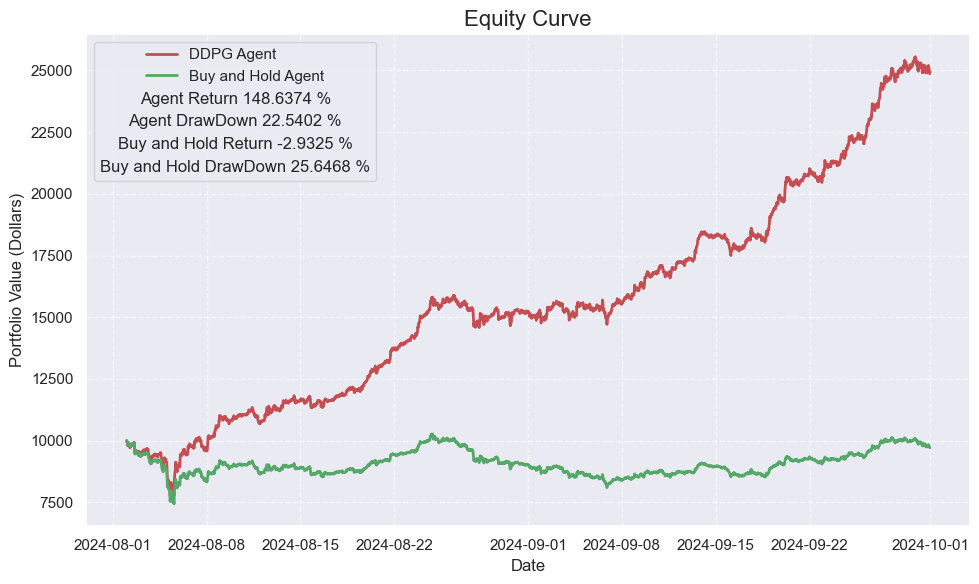 Equity Curve
DDPG Agent
Buy and Hold Agent
Agent Return 148.6374 %
Agent DrawDown 22.5402 %
Buy and Hold Return -2.9325 %
Buy and Hold DrawDown 25.6468 %
Portfolio Value (Dollars)
25000
22500
20000
17500
15000
12500
10000
7500
2024-08-01 2024-08-08 2024-08-15 2024-08-22 2024-09-01 2024-09-08 2024-09-15 2024-09-22 2024-10-01
Date